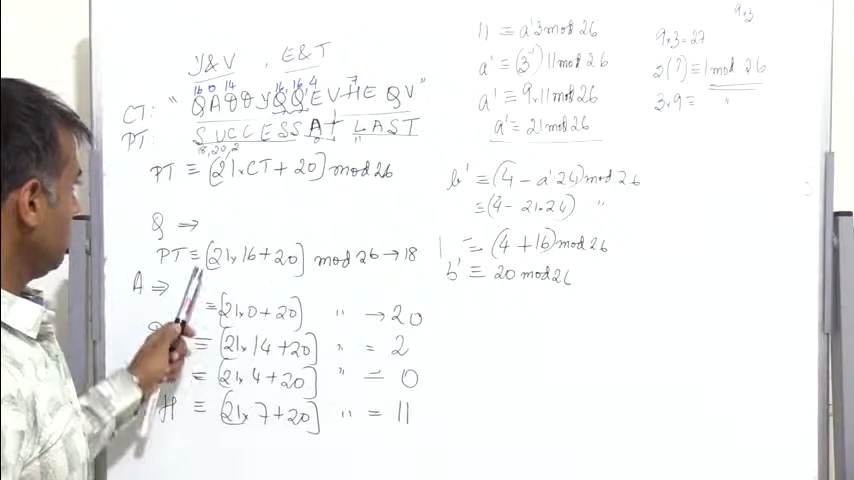 Y&V , E&T
16 0 14 16, 16, 4 7
CT: " QAOOYQQEVHEQV"
PT: SUCCESS AT LAST
18,20,2 0 11
PT ≡ (21×CT+20) mod 26
Q ⇒
PT ≡ (21×16+20) mod 26 → 18
A ⇒
≡ (21×0+20) " → 20
≡ (21×14+20) " = 2
≡ (21×4+20) " = 0
H ≡ (21×7+20) " = 11
11 ≡ a'3 mod 26
a' ≡ (3⁻¹) 11 mod 26
a' ≡ 9×11 mod 26
a' ≡ 21 mod 26
b' ≡ (4 - a'24) mod 26
≡ (4 - 21×24) "
= (4+16) mod 26
b' ≡ 20 mod 26
9×3
9×3 = 27
3(?) ≡ 1 mod 26
3×9 ≡ "